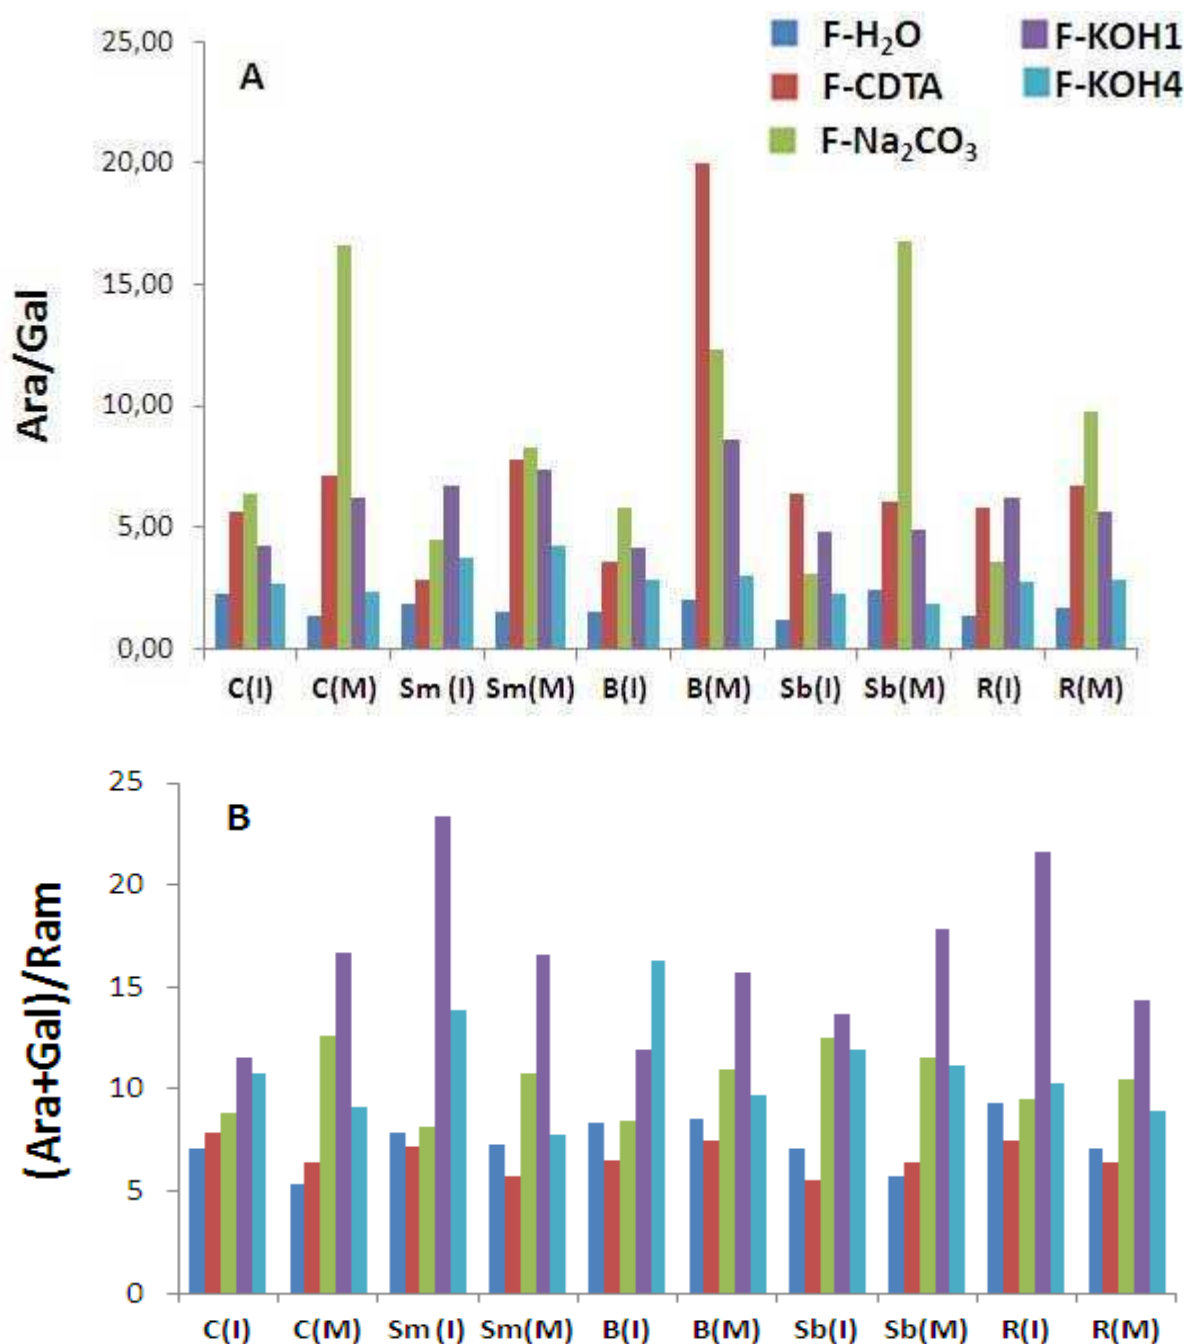 25,00
20,00
15,00
10,00
5,00
0,00
A
F-H₂O
F-CDTA
F-Na₂CO₃
F-KOH1
F-KOH4
Ara/Gal
C(I) C(M) Sm (I) Sm(M) B(I) B(M) Sb(I) Sb(M) R(I) R(M)
25
20
15
10
5
0
B
(Ara+Gal)/Ram
C(I) C(M) Sm (I) Sm(M) B(I) B(M) Sb(I) Sb(M) R(I) R(M)